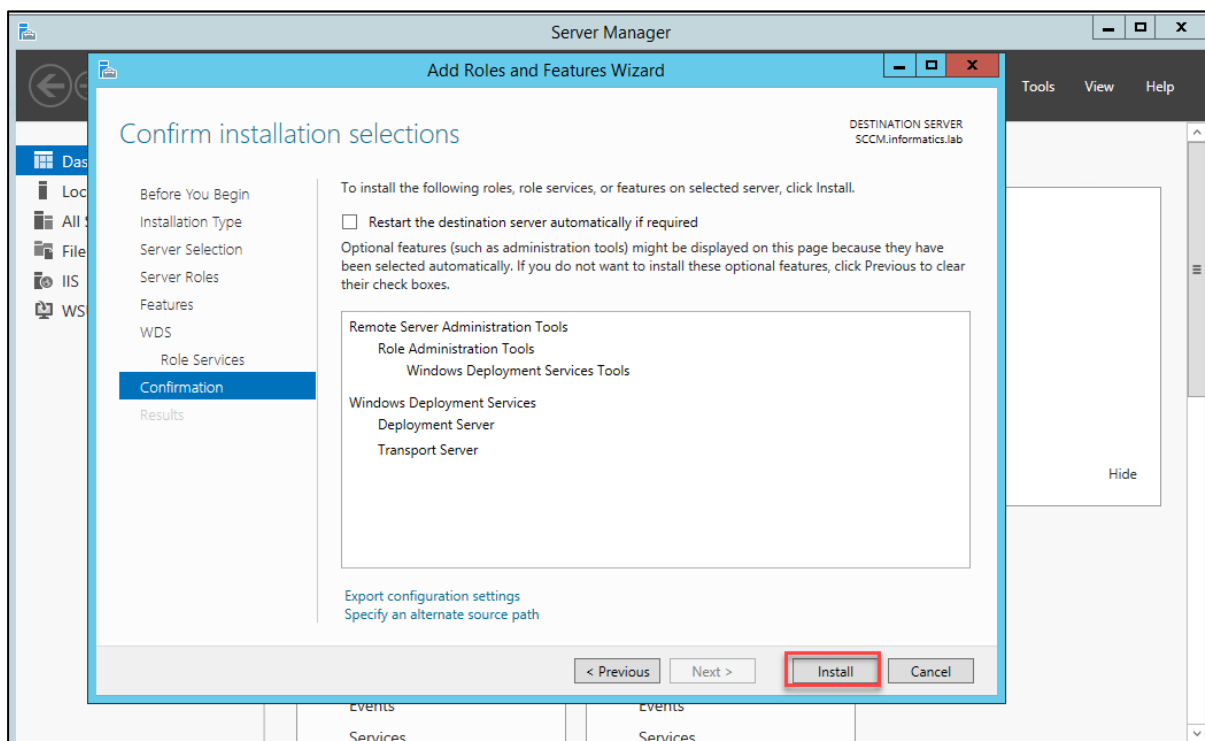 Server Manager
Add Roles and Features Wizard
Tools View Help
Confirm installation selections
DESTINATION SERVER
SCCM.informatics.lab
Das
Loc
All S
File
IIS
WS
Before You Begin
Installation Type
Server Selection
Server Roles
Features
WDS
Role Services
Confirmation
Results
To install the following roles, role services, or features on selected server, click Install.
Restart the destination server automatically if required
Optional features (such as administration tools) might be displayed on this page because they have
been selected automatically. If you do not want to install these optional features, click Previous to clear
their check boxes.
Remote Server Administration Tools
Role Administration Tools
Windows Deployment Services Tools
Windows Deployment Services
Deployment Server
Transport Server
Export configuration settings
Specify an alternate source path
Hide
< Previous Next > Install Cancel
Events Events
Services Services